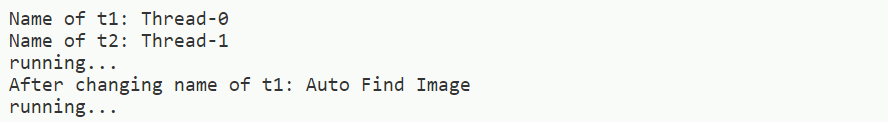 Name of t1: Thread-0
Name of t2: Thread-1
running...
After changing name of t1: Auto Find Image
running...